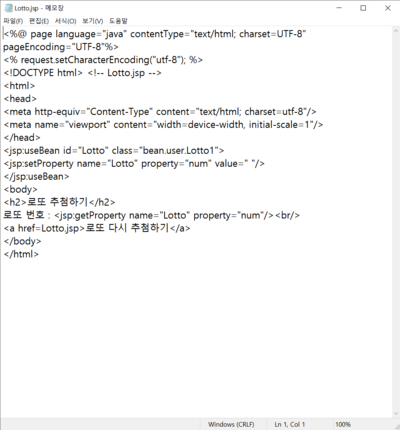 Lotto.jsp - 메모장
파일(F) 편집(E) 서식(O) 보기(V) 도움말
<%@ page language="java" contentType="text/html; charset=UTF-8"
pageEncoding="UTF-8"%>
<% request.setCharacterEncoding("utf-8"); %>
<!DOCTYPE html> <!-- Lotto.jsp -->
<html>
<head>
<meta http-equiv="Content-Type" content="text/html; charset=utf-8"/>
<meta name="viewport" content="width=device-width, initial-scale=1"/>
</head>
<jsp:useBean id="Lotto" class="bean.user.Lotto1">
<jsp:setProperty name="Lotto" property="num" value=" "/>
</jsp:useBean>
<body>
<h2>로또 추첨하기</h2>
로또 번호 : <jsp:getProperty name="Lotto" property="num"/><br/>
<a href=Lotto.jsp>로또 다시 추첨하기</a>
</body>
</html>
Windows (CRLF) Ln 1, Col 1 100%